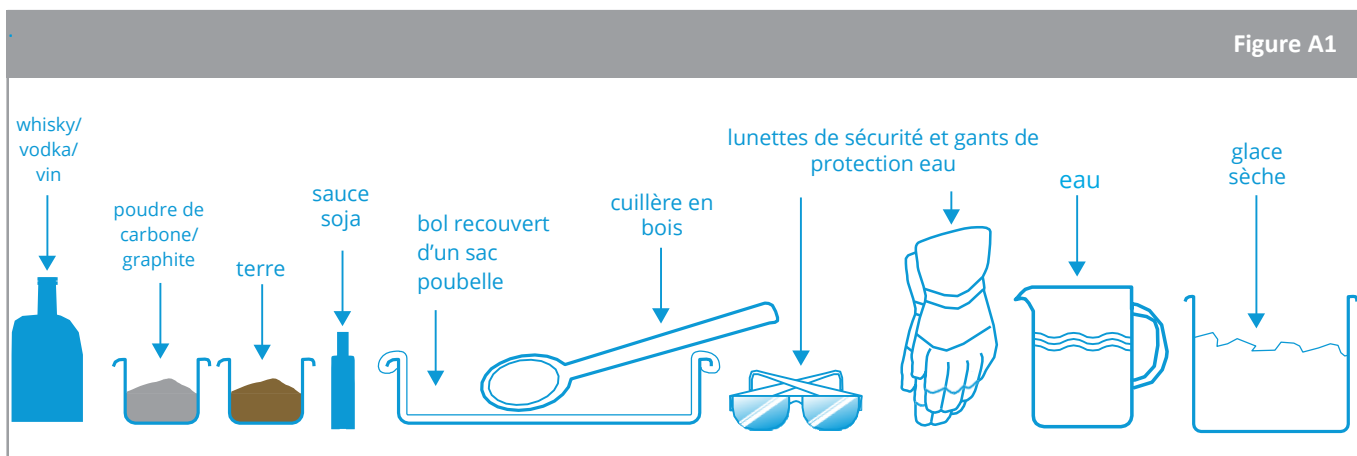 Figure A1
whisky/
vodka/
vin
poudre de
carbone/
graphite
terre
sauce
soja
bol recouvert
d'un sac
poubelle
cuillère en
bois
lunettes de sécurité et gants de
protection eau
eau
glace
sèche